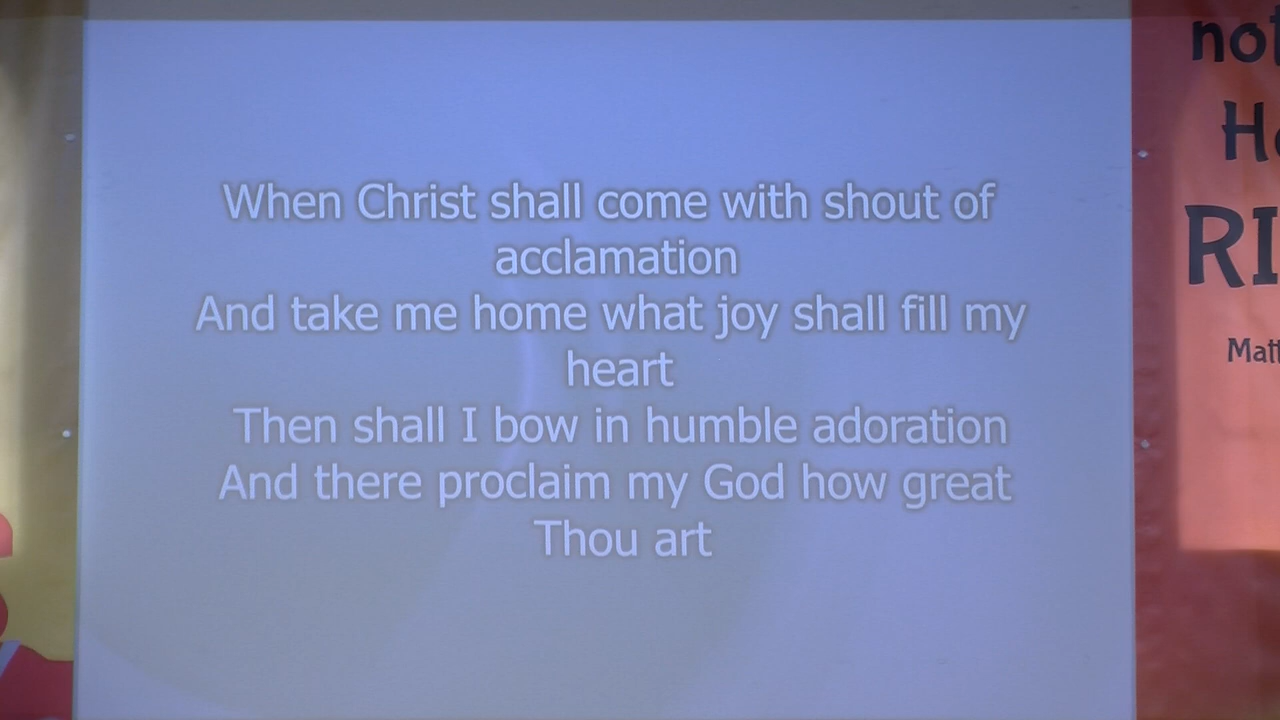 When Christ shall come with shout of
acclamation
And take me home what joy shall fill my
heart
Then shall I bow in humble adoration
And there proclaim my God how great
Thou art